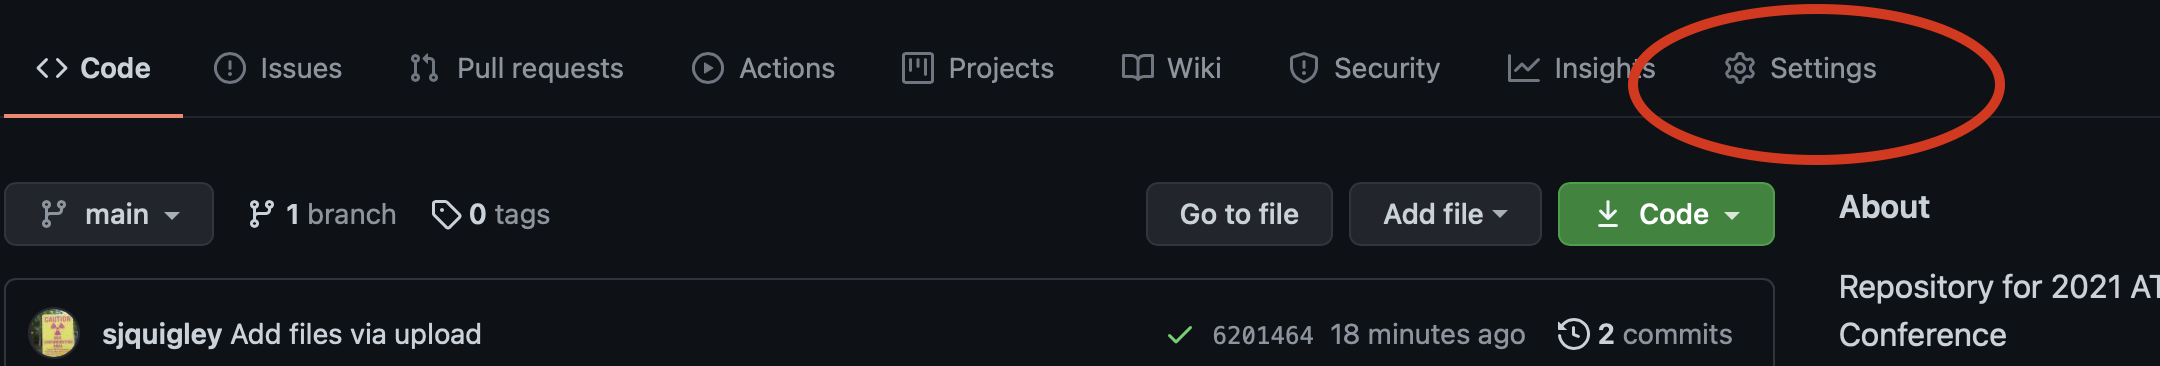 Code Issues Pull requests Actions Projects Wiki Security Insights Settings
main 1 branch 0 tags Go to file Add file Code
About
Repository for 2021 AT
Conference
sjquigley Add files via upload 6201464 18 minutes ago 2 commits